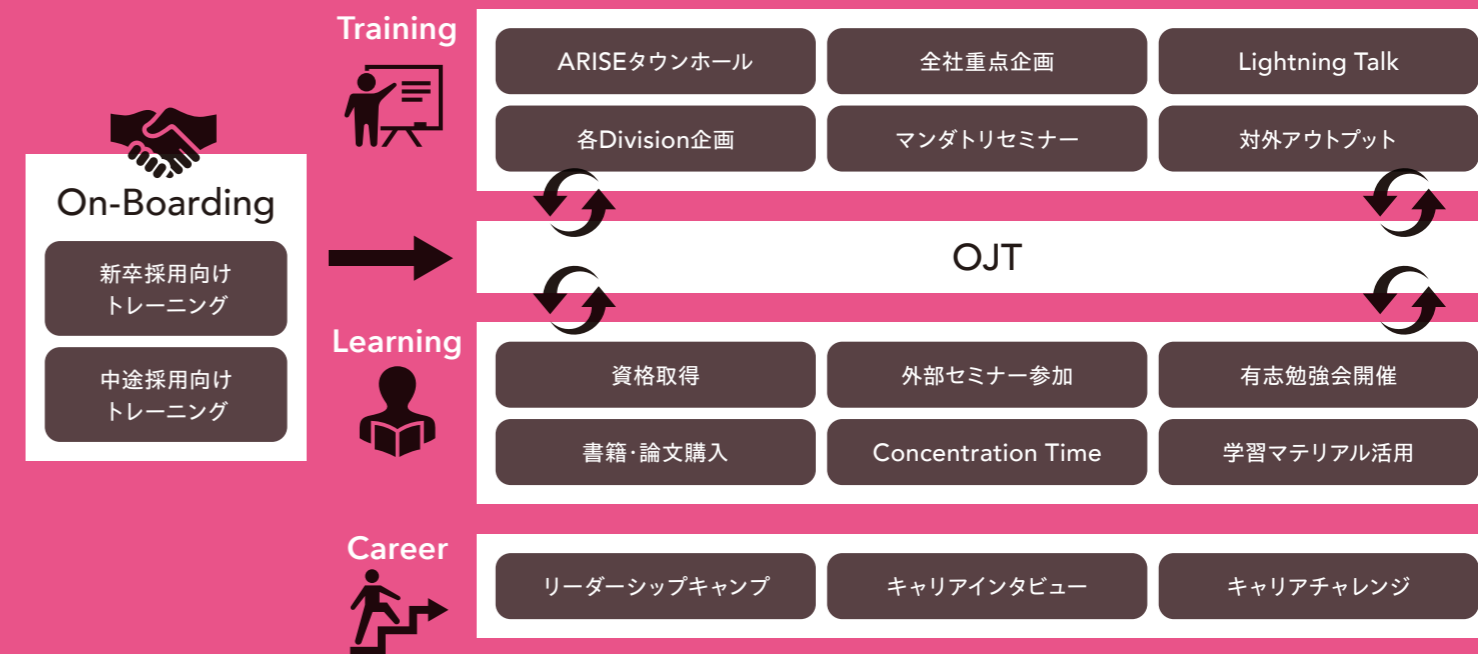 On-Boarding
新卒採用向け
トレーニング
中途採用向け
トレーニング
Training
ARISEタウンホール
全社重点企画
Lightning Talk
各Division企画
マンダトリセミナー
対外アウトプット
OJT
Learning
資格取得
外部セミナー参加
有志勉強会開催
書籍・論文購入
Concentration Time
学習マテリアル活用
Career
リーダーシップキャンプ
キャリアインタビュー
キャリアチャレンジ